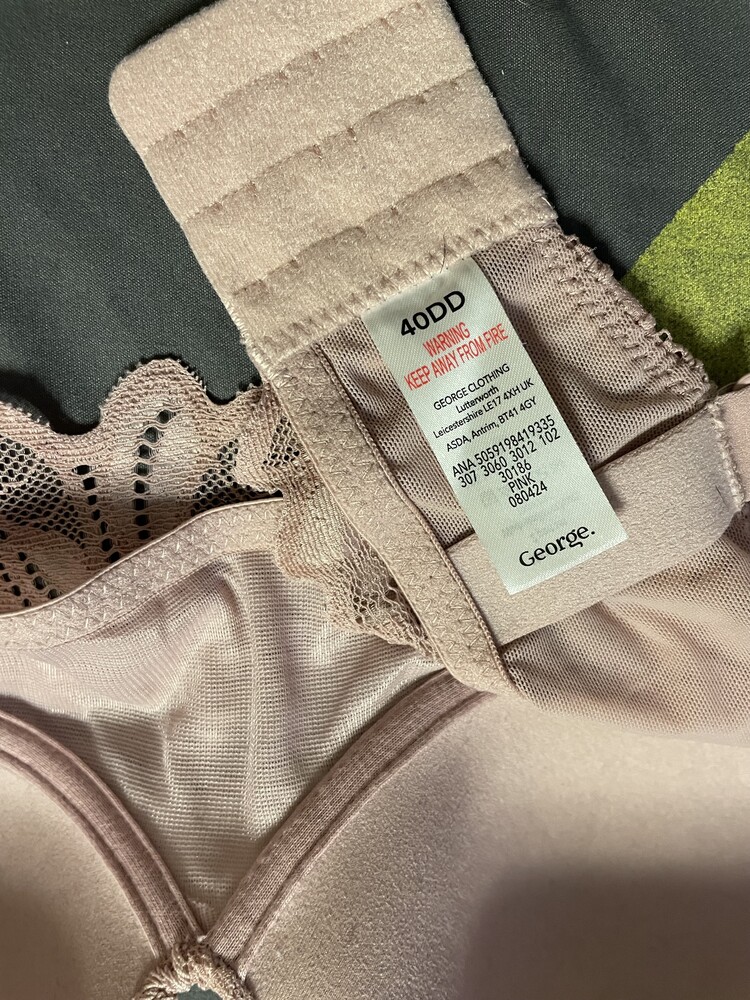 40DD
WARNING
KEEP AWAY FROM FIRE
GEORGE CLOTHING
Lutterworth
Leicestershire LE17 4XH UK
ASDA, Antrim, BT41 4GY
ANA 5059198419335
307 3060 3012 102
30186
PINK
080424
George.